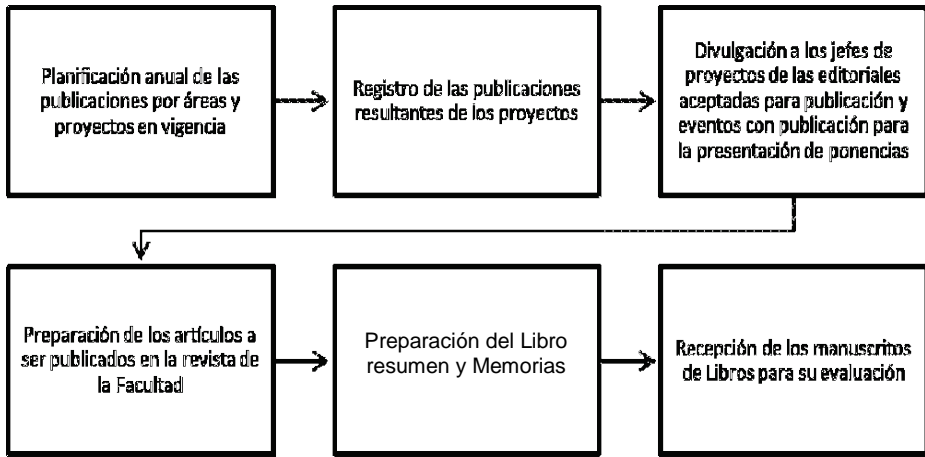 Planificación anual de las
publicaciones por áreas y
proyectos en vigencia
Registro de las publicaciones
resultantes de los proyectos
Divulgación a los jefes de
proyectos de las editoriales
aceptadas para publicación y
eventos con publicación para
la presentación de ponencias
Preparación de los artículos a
ser publicados en la revista de
la Facultad
Preparación del Libro
resumen y Memorias
Recepción de los manuscritos
de Libros para su evaluación